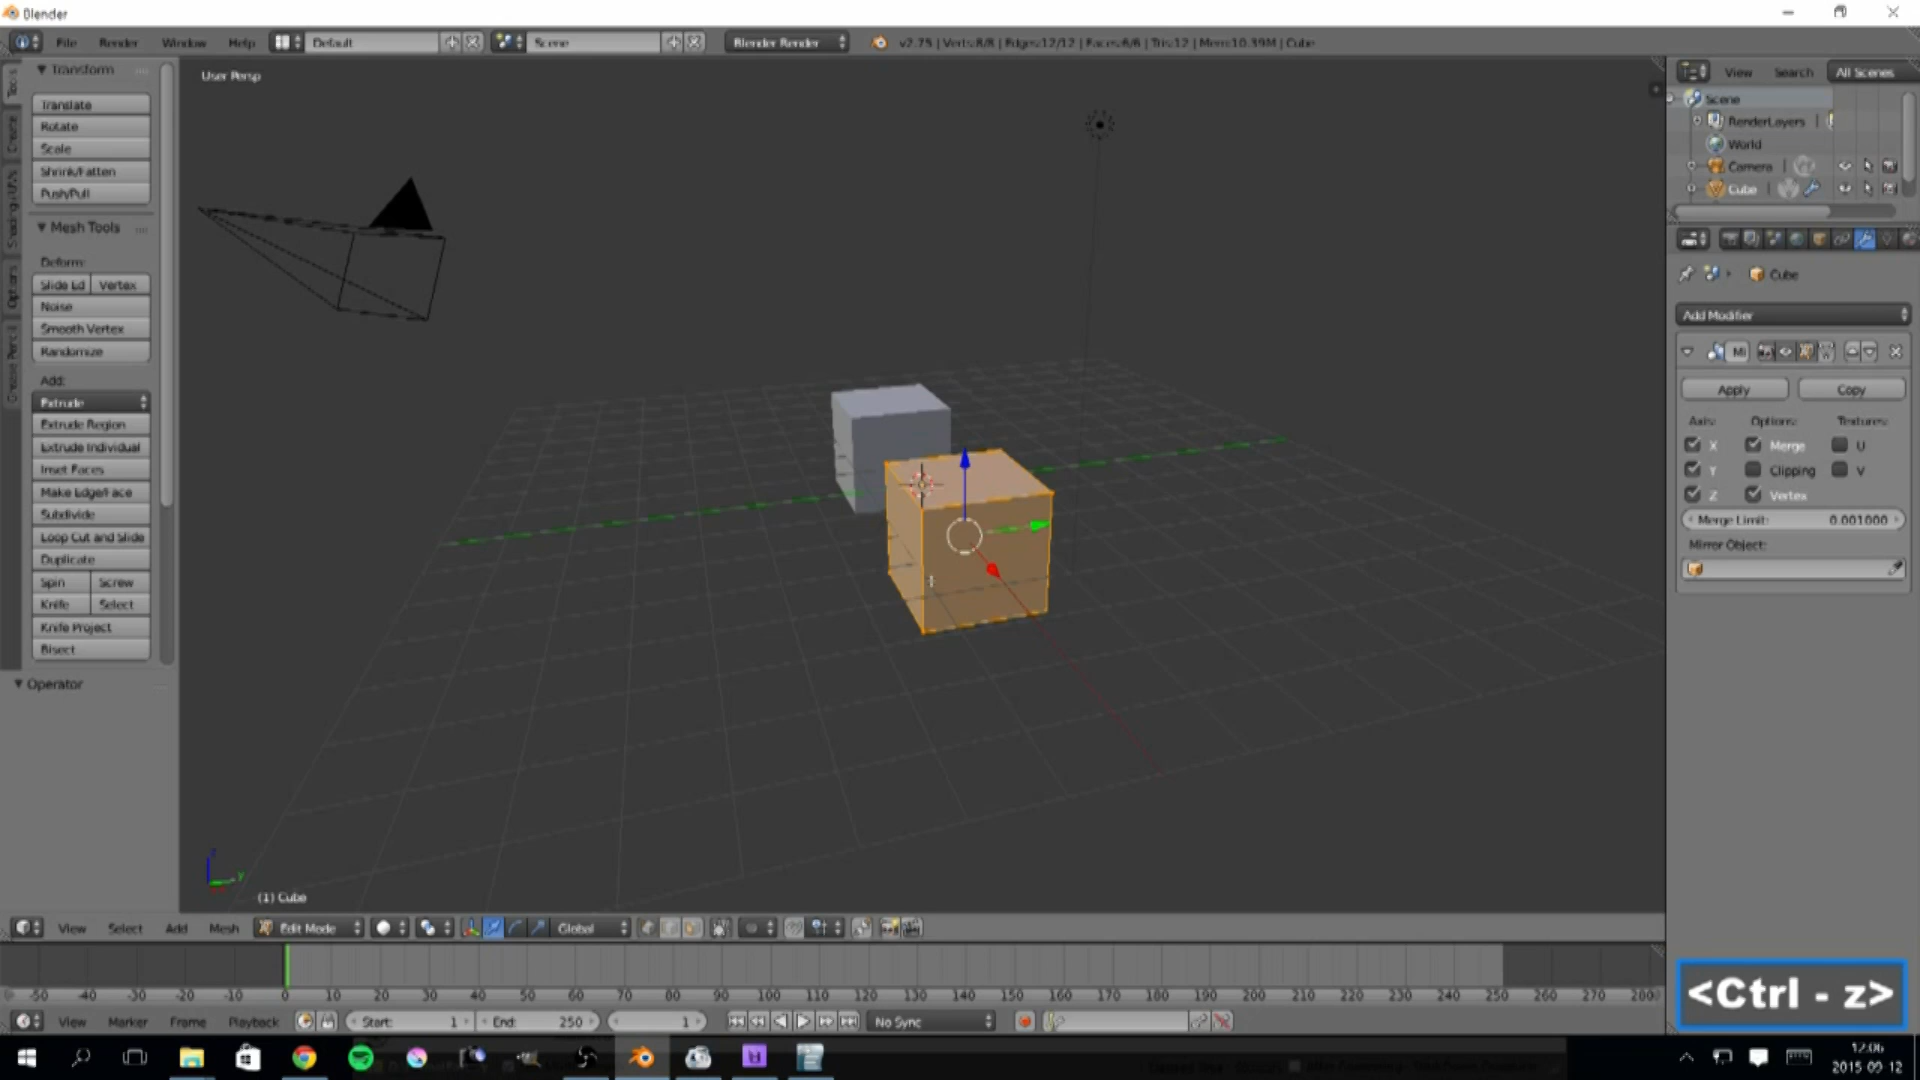 Blender
File Render Window Help Default Scene Blender Render v2.75 | Verts:8/8 | Edges:12/12 | Faces:6/6 | Tris:12 | Mem:10.39M | Cube
Transform
Translate
Rotate
Scale
Shrink/Fatten
Push/Pull
Mesh Tools
Deform:
Slide Ed Vertex
Noise
Smooth Vertex
Randomize
Add:
Extrude
Extrude Region
Extrude Individual
Inset Faces
Make Edge/Face
Subdivide
Loop Cut and Slide
Duplicate
Spin Screw
Knife Select
Knife Project
Bisect
Operator
Tools
Create
Shading/UVs
Options
Grease Pencil
User Persp
(1) Cube
View Search All Scenes
Scene
RenderLayers
World
Camera
Cube
Cube
Add Modifier
Mi
Apply Copy
Axis: Options: Textures:
X Merge U
Y Clipping V
Z Vertex
Merge Limit: 0.001000
Mirror Object:
View Select Add Mesh Edit Mode Global
-50 -40 -30 -20 -10 0 10 20 30 40 50 60 70 80 90 100 110 120 130 140 150 160 170 180 190 200 210 220 230 240 250 260 270 280
View Marker Frame Playback Start: 1 End: 250 1 No Sync
<Ctrl - z>
12:06
2015-09-12